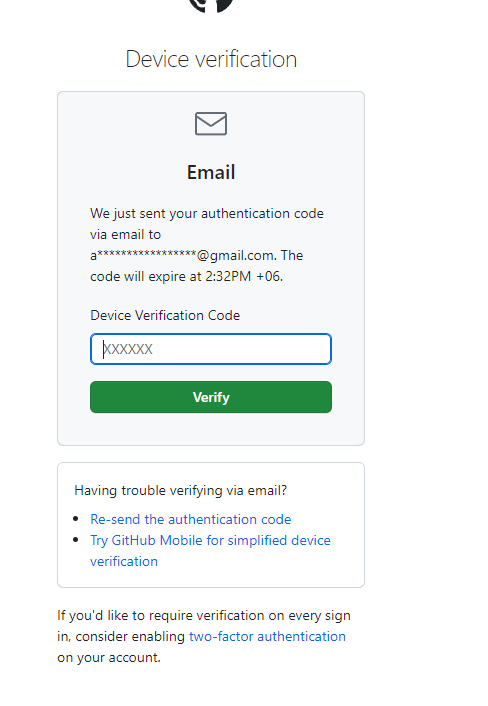 Device verification
Email
We just sent your authentication code
via email to
a*****************@gmail.com. The
code will expire at 2:32PM +06.
Device Verification Code
XXXXXX
Verify
Having trouble verifying via email?
Re-send the authentication code
Try GitHub Mobile for simplified device
verification
If you'd like to require verification on every sign
in, consider enabling two-factor authentication
on your account.